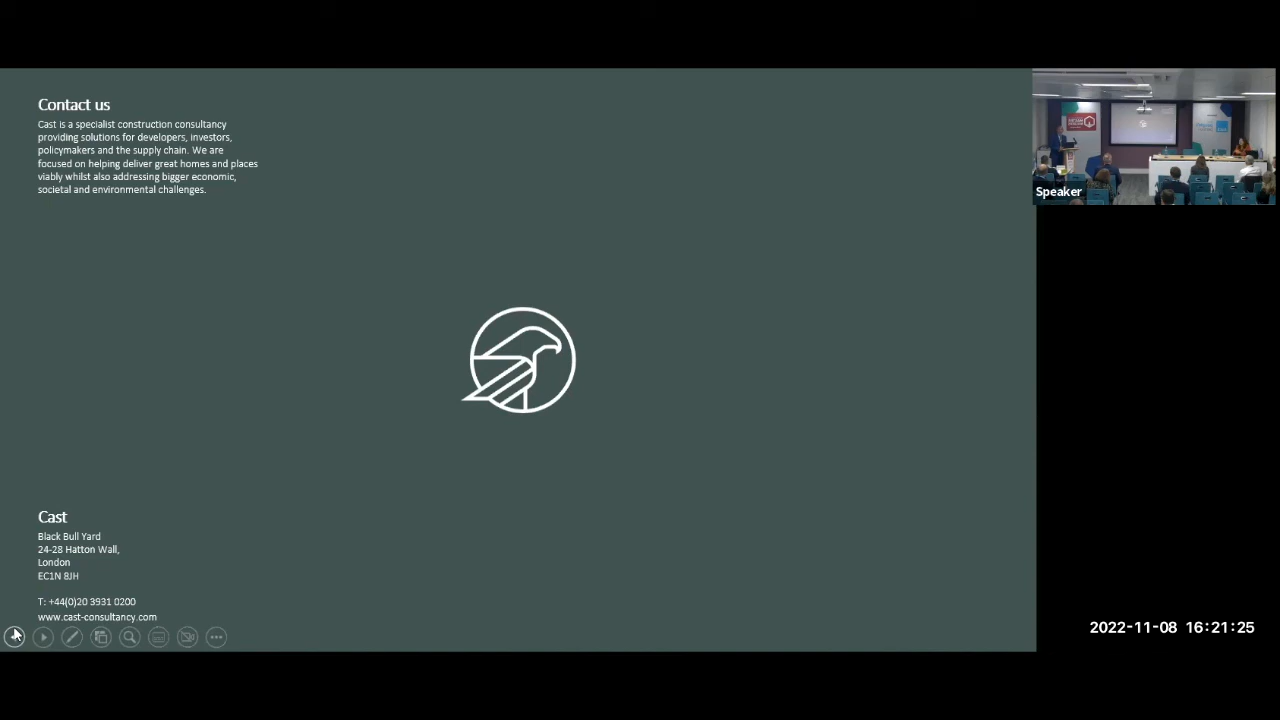 Contact us
Cast is a specialist construction consultancy
providing solutions for developers, investors,
policymakers and the supply chain. We are
focused on helping deliver great homes and places
viably whilst also addressing bigger economic,
societal and environmental challenges.
Speaker
Cast
Black Bull Yard
24-28 Hatton Wall,
London
EC1N 8JH
T: +44(0)20 3931 0200
www.cast-consultancy.com
2022-11-08 16:21:25